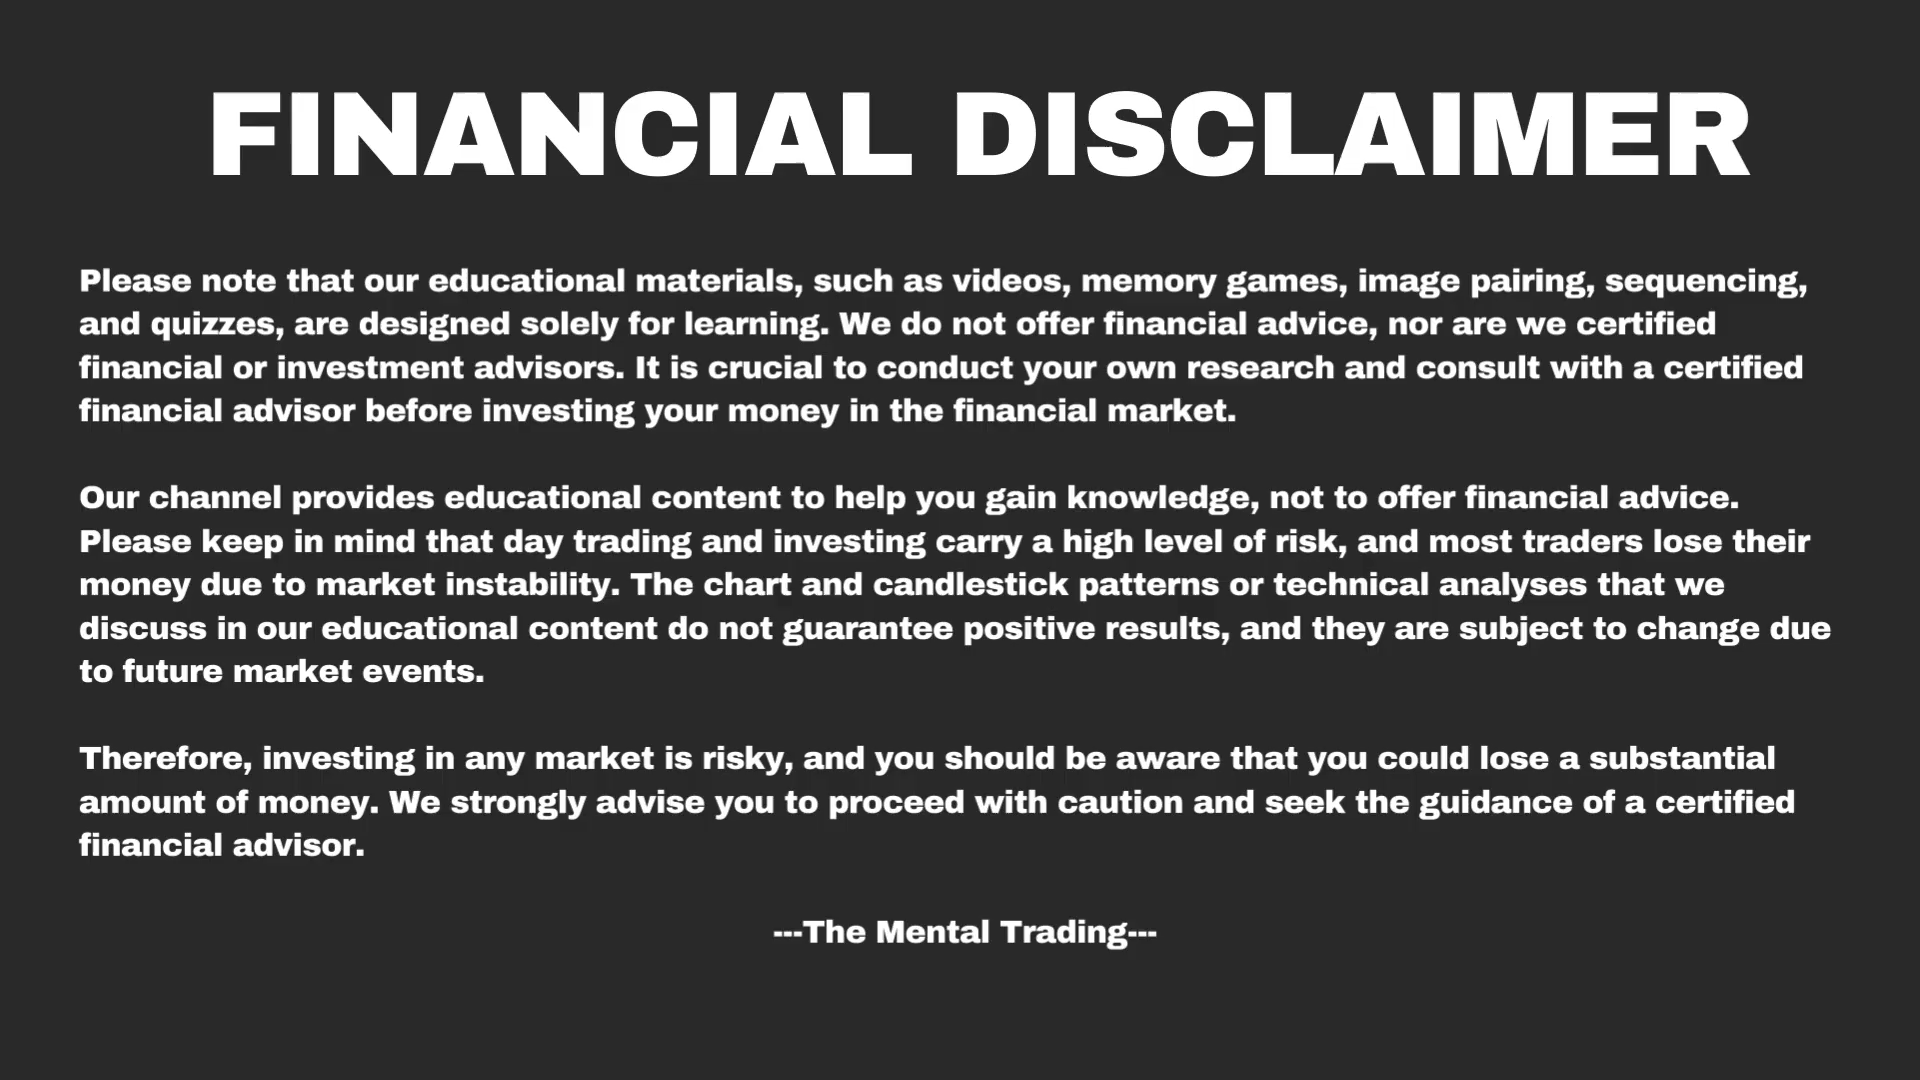 FINANCIAL DISCLAIMER
Please note that our educational materials, such as videos, memory games, image pairing, sequencing,
and quizzes, are designed solely for learning. We do not offer financial advice, nor are we certified
financial or investment advisors. It is crucial to conduct your own research and consult with a certified
financial advisor before investing your money in the financial market.
Our channel provides educational content to help you gain knowledge, not to offer financial advice.
Please keep in mind that day trading and investing carry a high level of risk, and most traders lose their
money due to market instability. The chart and candlestick patterns or technical analyses that we
discuss in our educational content do not guarantee positive results, and they are subject to change due
to future market events.
Therefore, investing in any market is risky, and you should be aware that you could lose a substantial
amount of money. We strongly advise you to proceed with caution and seek the guidance of a certified
financial advisor.
---The Mental Trading---